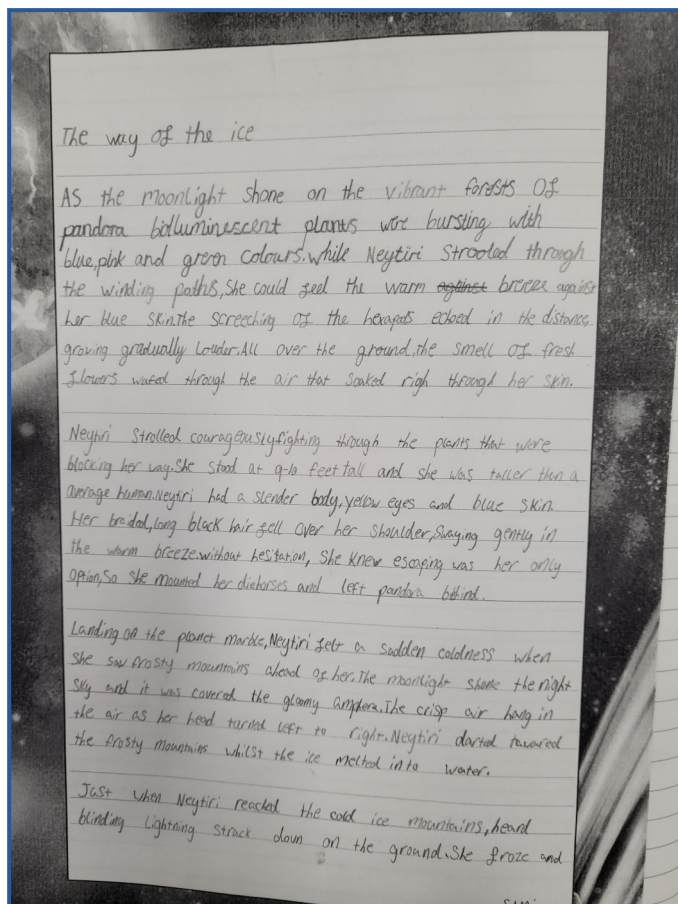 The way of the ice
As the moonlight shone on the vibrant forests of
pandora bioluminescent plants were bursting with
blue,pink and green colours.while Neytiri Strooled through
the winding paths,She could feel the warm against breeze against
her blue skin.The screeching of the hexapots echoed in the distance,
growing gradually louder.All over the ground,the smell of fresh
flowers wafed through the air that soaked righ through her skin.
Neytiri strolled courageously fighting through the plants that were
blocking her way.She stood at 9-10 feet tall and she was taller than a
average human.Neytiri had a slender body,yellow eyes and blue skin.
Her braided,long black hair fell over her shoulder,Swaying gently in
the warm breeze.without hesitation, She knew escaping was her only
option,So she mounted her diehorses and left pandora behind.
Landing on the planet marble,Neytiri felt a sudden coldness when
She saw frosty mountains ahead of her.The moonlight shone the night
Sky and it was covered the gloomy amphera.The crisp air hang in
the air as her head turned left to right.Neytiri darted towared
the frosty mountains whilst the ice melted into water.
Just when Neytiri reached the cold ice mountains,heard
blinding lightning struck down on the ground.She froze and